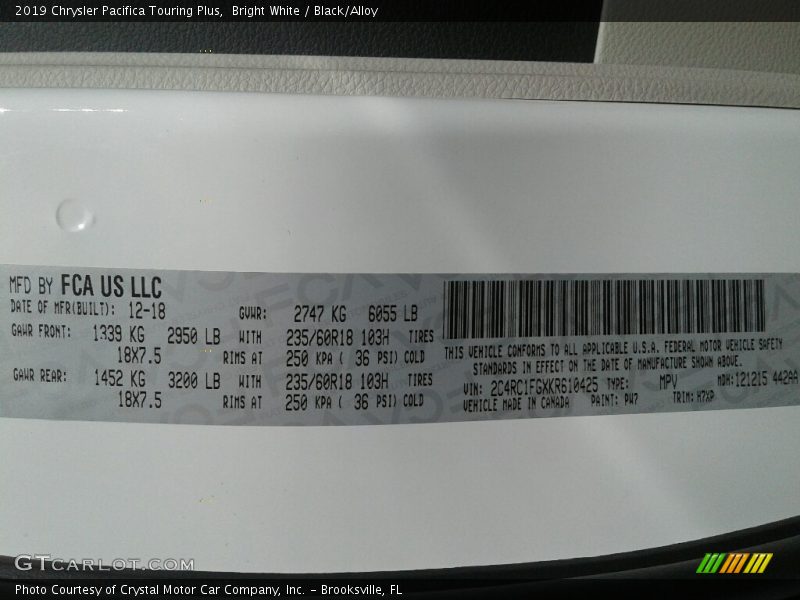 2019 Chrysler Pacifica Touring Plus, Bright White / Black/Alloy
MFD BY FCA US LLC
DATE OF MFR(BUILT): 12-18 GVWR: 2747 KG 6055 LB
GAWR FRONT: 1339 KG 2950 LB WITH 235/60R18 103H TIRES
18X7.5 RIMS AT 250 KPA ( 36 PSI) COLD
GAWR REAR: 1452 KG 3200 LB WITH 235/60R18 103H TIRES
18X7.5 RIMS AT 250 KPA ( 36 PSI) COLD
THIS VEHICLE CONFORMS TO ALL APPLICABLE U.S.A. FEDERAL MOTOR VEHICLE SAFETY
STANDARDS IN EFFECT ON THE DATE OF MANUFACTURE SHOWN ABOVE.
VIN: 2C4RC1FGXKR610425 TYPE: MPV MDH: 121215 442AA
VEHICLE MADE IN CANADA PAINT: PW7 TRIM: H7XP
GTCARLOT.COM
Photo Courtesy of Crystal Motor Car Company, Inc. – Brooksville, FL